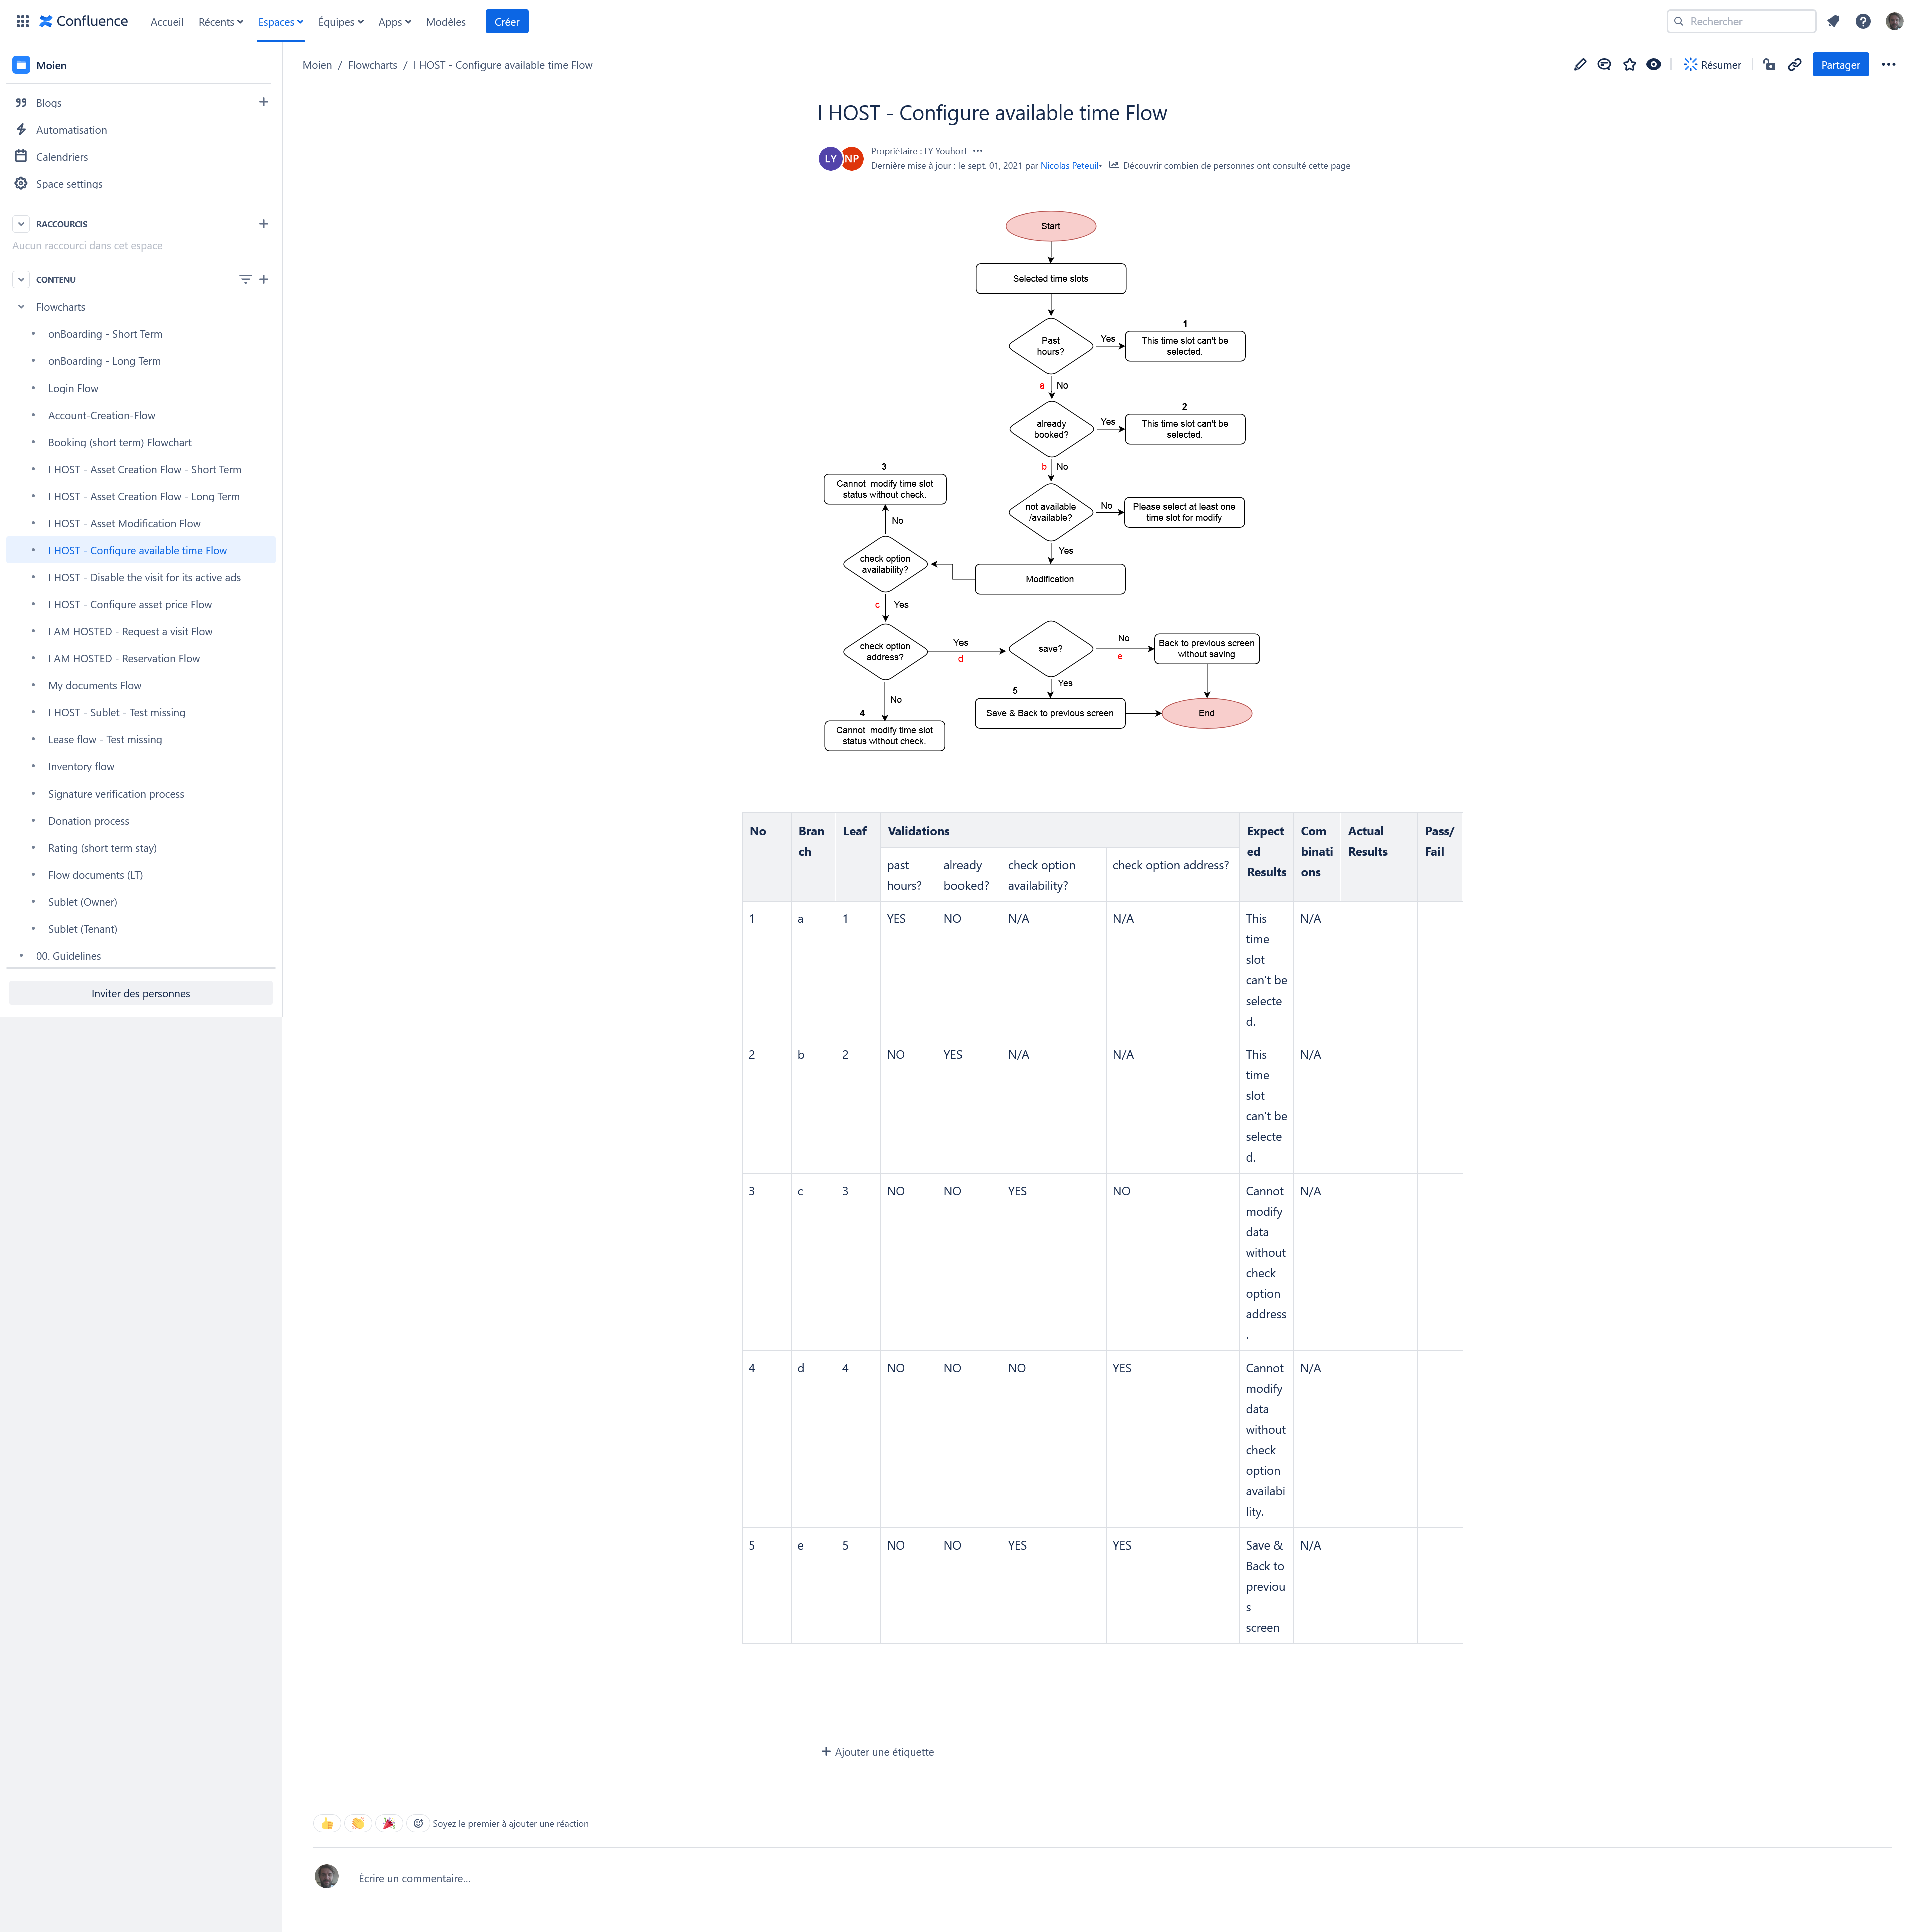 Confluence
Accueil
Récents
Espaces
Équipes
Apps
Modèles
Créer
Rechercher
Moien
Blogs
Automatisation
Calendriers
Space settings
RACCOURCIS
Aucun raccourci dans cet espace
CONTENU
Flowcharts
onBoarding - Short Term
onBoarding - Long Term
Login Flow
Account-Creation-Flow
Booking (short term) Flowchart
I HOST - Asset Creation Flow - Short Term
I HOST - Asset Creation Flow - Long Term
I HOST - Asset Modification Flow
I HOST - Configure available time Flow
I HOST - Disable the visit for its active ads
I HOST - Configure asset price Flow
I AM HOSTED - Request a visit Flow
I AM HOSTED - Reservation Flow
My documents Flow
I HOST - Sublet - Test missing
Lease flow - Test missing
Inventory flow
Signature verification process
Donation process
Rating (short term stay)
Flow documents (LT)
Sublet (Owner)
Sublet (Tenant)
00. Guidelines
Inviter des personnes
Moien / Flowcharts / I HOST - Configure available time Flow
Résumer
Partager
I HOST - Configure available time Flow
LY
NP
Propriétaire : LY Youhort
Dernière mise à jour : le sept. 01, 2021 par Nicolas Peteuil• Découvrir combien de personnes ont consulté cette page
Start
Selected time slots
Past
hours?
Yes
1
This time slot can't be
selected.
a
No
already
booked?
Yes
2
This time slot can't be
selected.
b
No
not available
/available?
No
Please select at least one
time slot for modify
Yes
Modification
3
Cannot modify time slot
status without check.
No
check option
availability?
c
Yes
check option
address?
Yes
d
save?
No
e
Back to previous screen
without saving
Yes
5
Save & Back to previous screen
End
No
4
Cannot modify time slot
status without check.
No
Bran
ch
Leaf
Validations
Expect
ed
Results
Com
binati
ons
Actual
Results
Pass/
Fail
past
hours?
already
booked?
check option
availability?
check option address?
1
a
1
YES
NO
N/A
N/A
This
time
slot
can't be
selecte
d.
N/A
2
b
2
NO
YES
N/A
N/A
This
time
slot
can't be
selecte
d.
N/A
3
c
3
NO
NO
YES
NO
Cannot
modify
data
without
check
option
address
.
N/A
4
d
4
NO
NO
NO
YES
Cannot
modify
data
without
check
option
availabi
lity.
N/A
5
e
5
NO
NO
YES
YES
Save &
Back to
previou
s
screen
N/A
Ajouter une étiquette
Soyez le premier à ajouter une réaction
Écrire un commentaire…